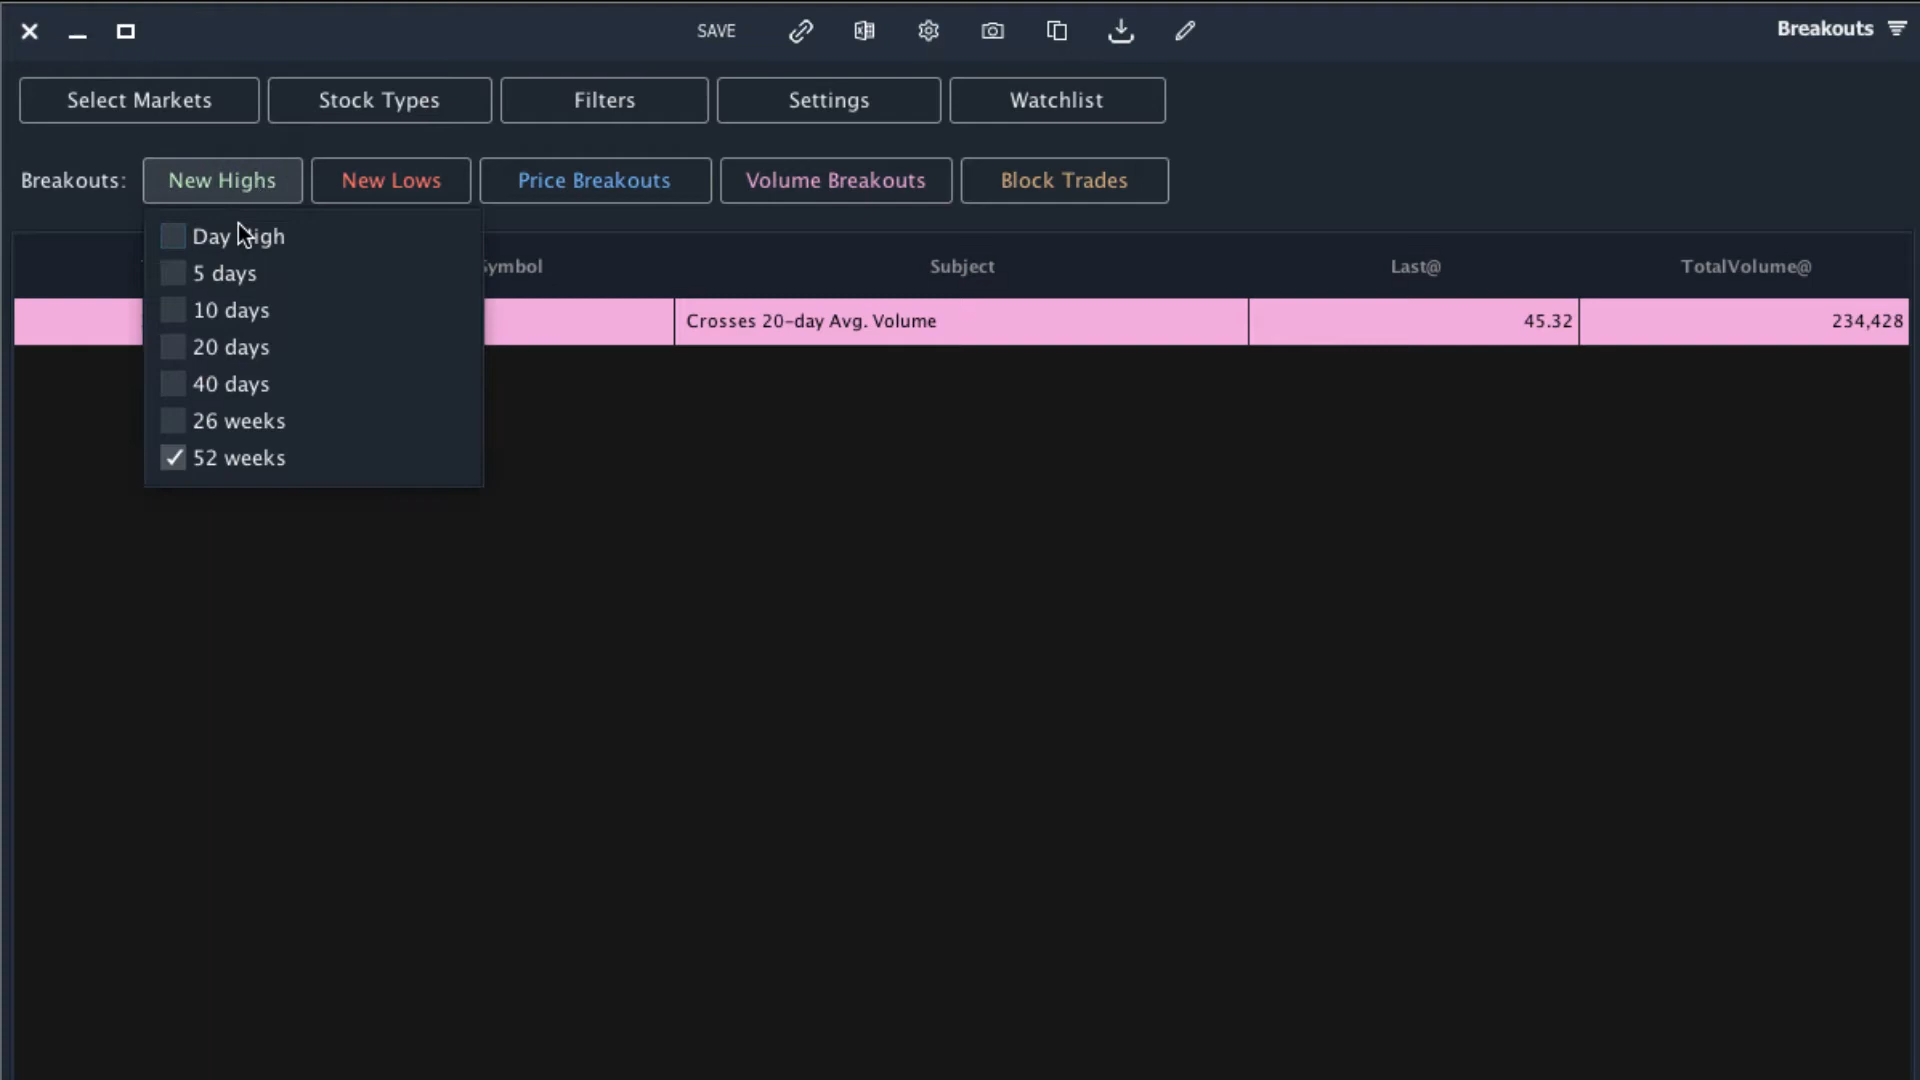 SAVE
Breakouts
Select Markets
Stock Types
Filters
Settings
Watchlist
Breakouts:
New Highs
New Lows
Price Breakouts
Volume Breakouts
Block Trades
Day High
5 days
10 days
20 days
40 days
26 weeks
52 weeks
Symbol
Subject
Last@
TotalVolume@
Crosses 20-day Avg. Volume
45.32
234,428